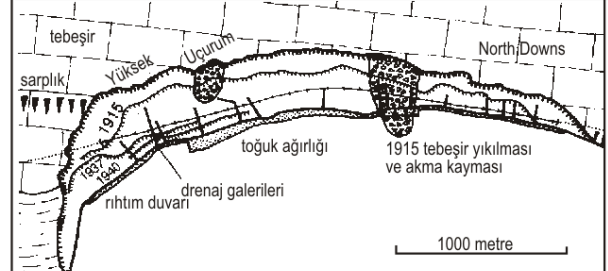 tebeşir
Yüksek Uçurum
North Downs
sarplık
1915
1937
1940
toğuk ağırlığı
1915 tebeşir yıkılması
ve akma kayması
drenaj galerileri
rıhtım duvarı
1000 metre